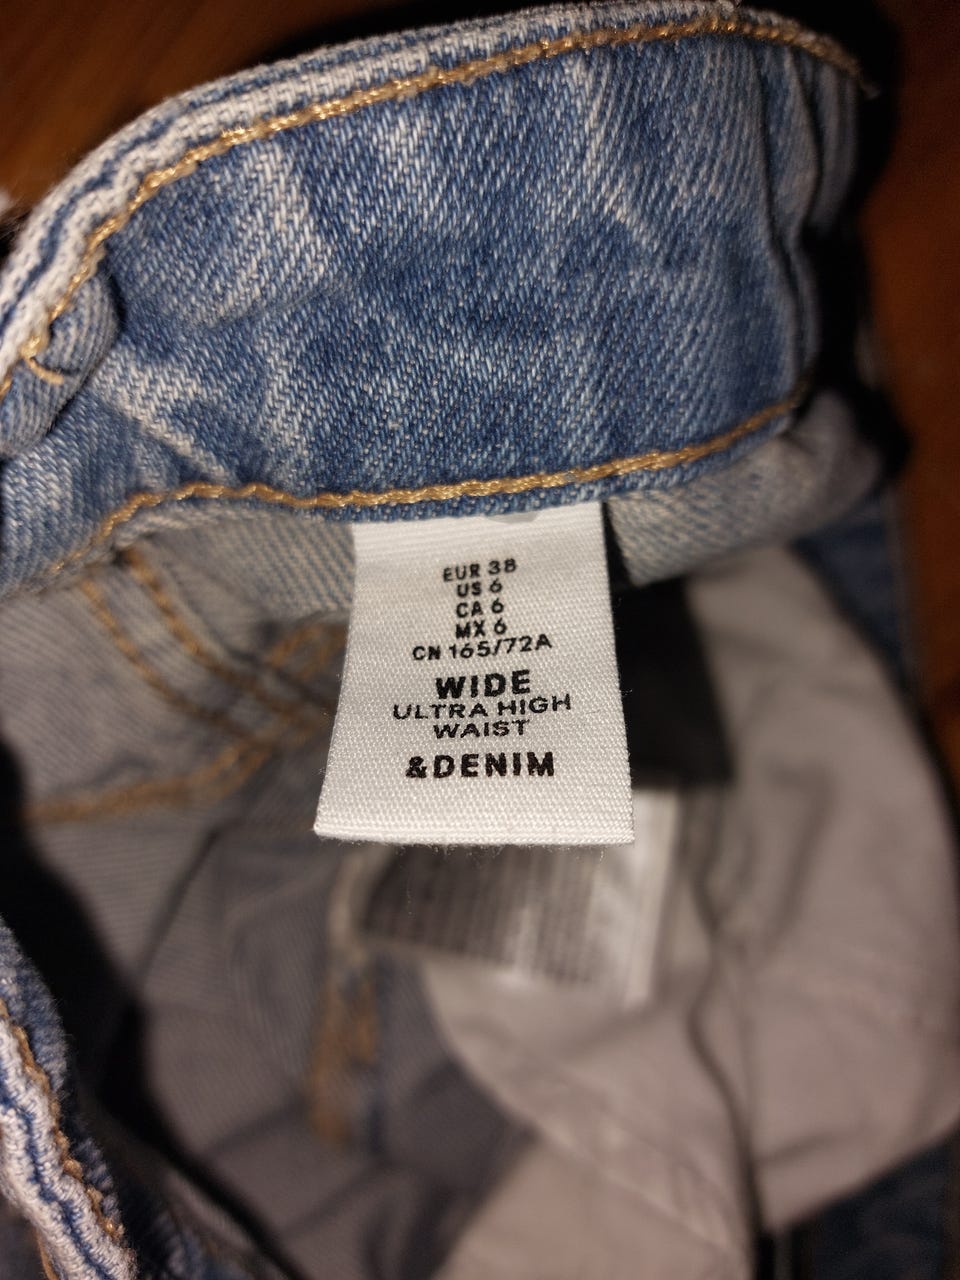 EUR 38
US 6
CA 6
MX 6
CN 165/72A
WIDE
ULTRA HIGH
WAIST
&DENIM